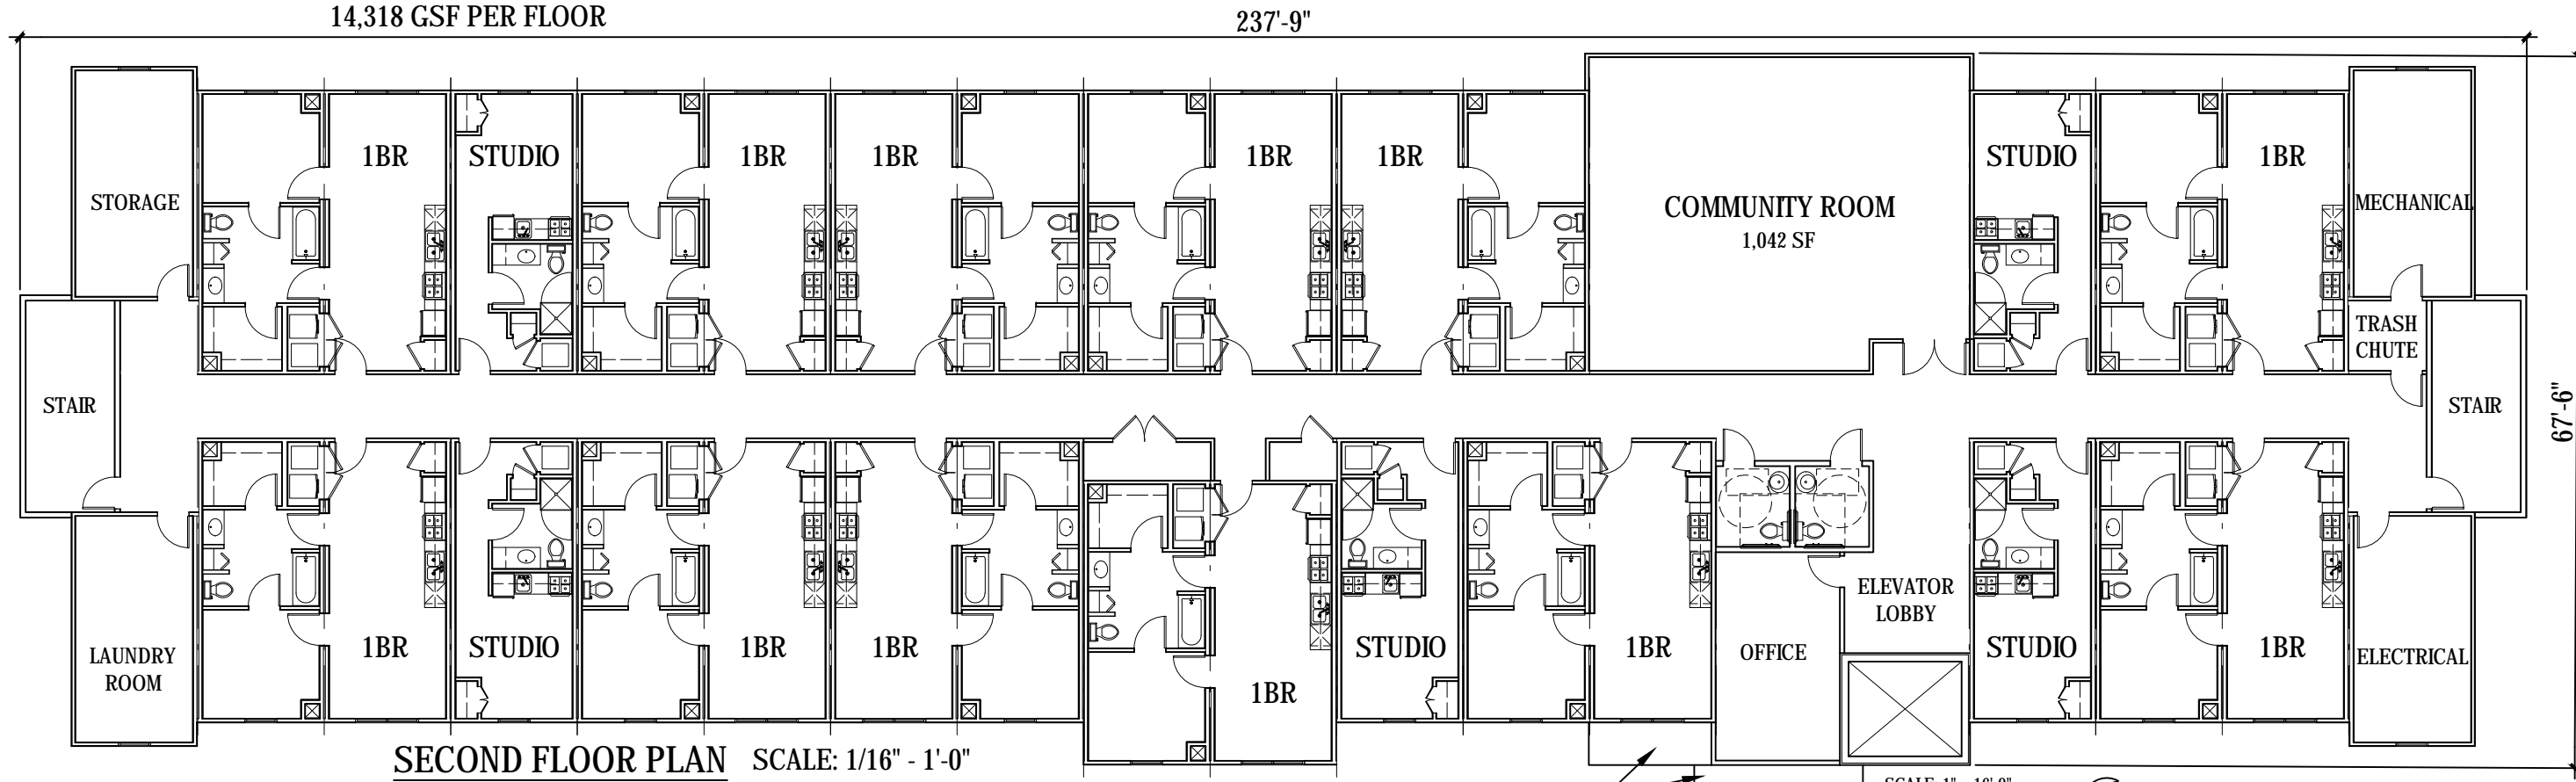 14,318 GSF PER FLOOR
237'-9"
1BR
STUDIO
1BR
1BR
1BR
1BR
STUDIO
1BR
STORAGE
COMMUNITY ROOM
1,042 SF
MECHANICAL
TRASH
CHUTE
STAIR
STAIR
67'-6"
ELEVATOR
LOBBY
LAUNDRY
ROOM
1BR
STUDIO
1BR
1BR
1BR
STUDIO
1BR
OFFICE
STUDIO
1BR
ELECTRICAL
SECOND FLOOR PLAN SCALE: 1/16" - 1'-0"